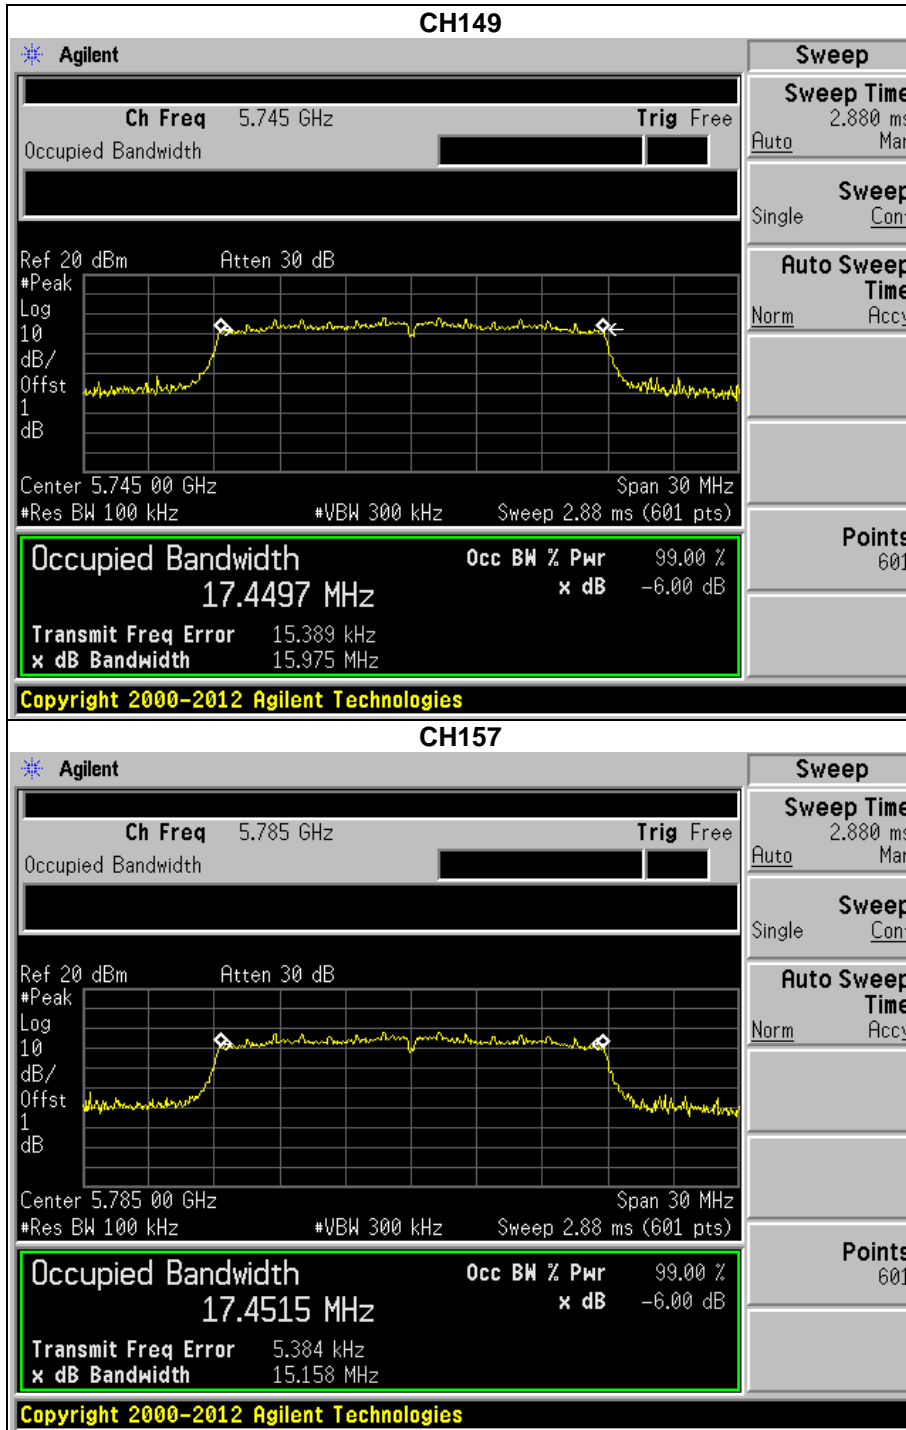 CH149
Agilent
Sweep
Ch Freq 5.745 GHz Trig Free
Occupied Bandwidth
Sweep Time
2.880 ms
Auto Man
Sweep
Single Cont
Auto Sweep
Time
Norm Accy
Ref 20 dBm Atten 30 dB
#Peak
Log
10
dB/
Offst
1
dB
Center 5.745 00 GHz Span 30 MHz
#Res BW 100 kHz #VBW 300 kHz Sweep 2.88 ms (601 pts)
Points
601
Occupied Bandwidth Occ BW % Pwr 99.00 %
17.4497 MHz x dB -6.00 dB
Transmit Freq Error 15.389 kHz
x dB Bandwidth 15.975 MHz
Copyright 2000-2012 Agilent Technologies
CH157
Agilent
Sweep
Ch Freq 5.785 GHz Trig Free
Occupied Bandwidth
Sweep Time
2.880 ms
Auto Man
Sweep
Single Cont
Auto Sweep
Time
Norm Accy
Ref 20 dBm Atten 30 dB
#Peak
Log
10
dB/
Offst
1
dB
Center 5.785 00 GHz Span 30 MHz
#Res BW 100 kHz #VBW 300 kHz Sweep 2.88 ms (601 pts)
Points
601
Occupied Bandwidth Occ BW % Pwr 99.00 %
17.4515 MHz x dB -6.00 dB
Transmit Freq Error 5.384 kHz
x dB Bandwidth 15.158 MHz
Copyright 2000-2012 Agilent Technologies